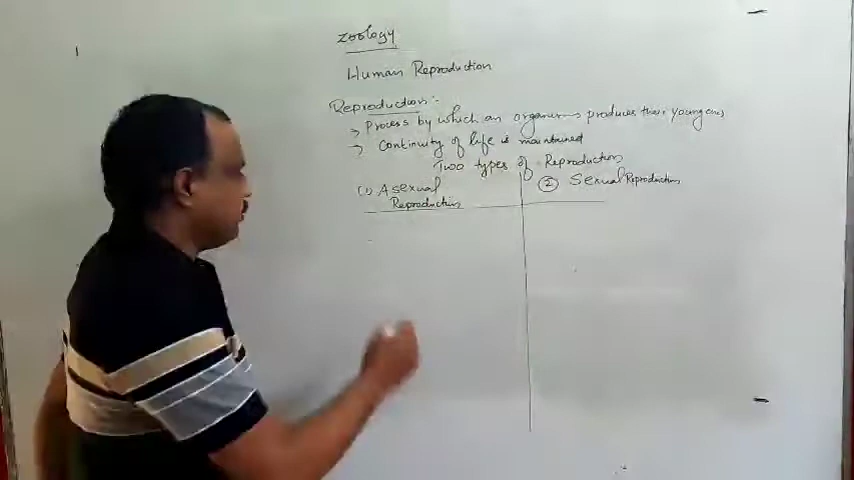 Zoology
Human Reproduction
Reproduction:-
→ Process by which an organisms produces their young ones
→ Continuity of life is maintained
Two types of Reproduction
(1) Asexual
Reproduction
② Sexual Reproduction